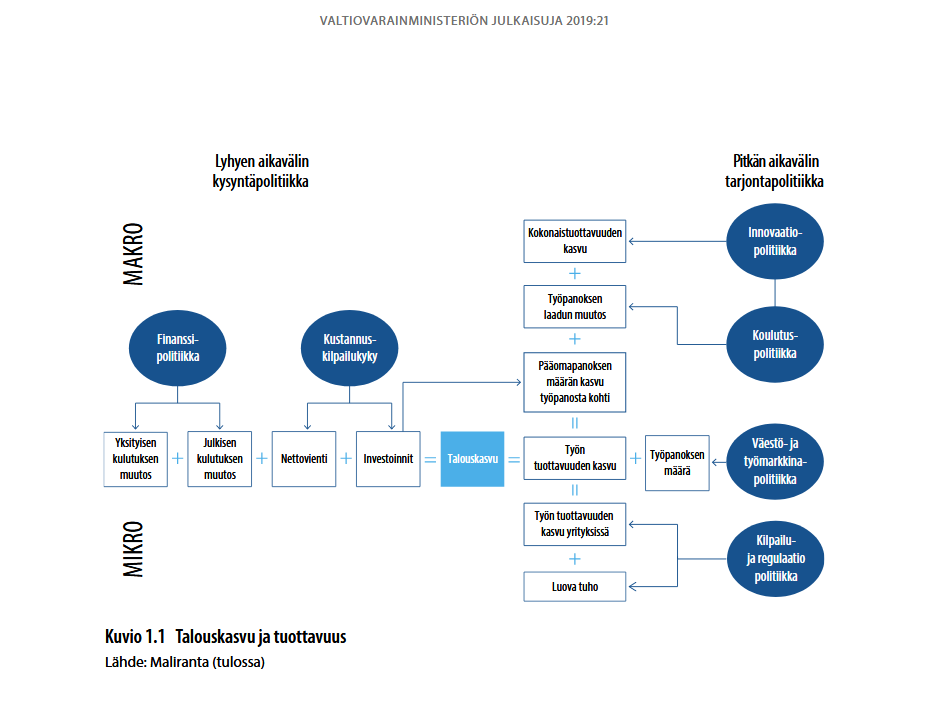 VALTIOVARAINMINISTERIÖN JULKAISUJA 2019:21
Lyhyen aikavälin
kysyntäpolitiikka
Pitkän aikavälin
tarjontapolitiikka
MAKRO
Kokonaistuottavuuden
kasvu
Innovaatio-
politiikka
+
Työpanoksen
laadun muutos
Koulutus-
politiikka
+
Finanssi-
politiikka
Kustannus-
kilpailukyky
Pääomapanoksen
määrän kasvu
työpanosta kohti
=
Yksityisen
kulutuksen
muutos
+
Julkisen
kulutuksen
muutos
+
Nettovienti
+
Investoinnit
=
Talouskasvu
=
Työn
tuottavuuden kasvu
+
Työpanoksen
määrä
Väestö- ja
työmarkkina-
politiikka
=
MIKRO
Työn tuottavuuden
kasvu yrityksissä
+
Luova tuho
Kilpailu-
ja regulaatio
politiikka
Kuvio 1.1 Talouskasvu ja tuottavuus
Lähde: Maliranta (tulossa)